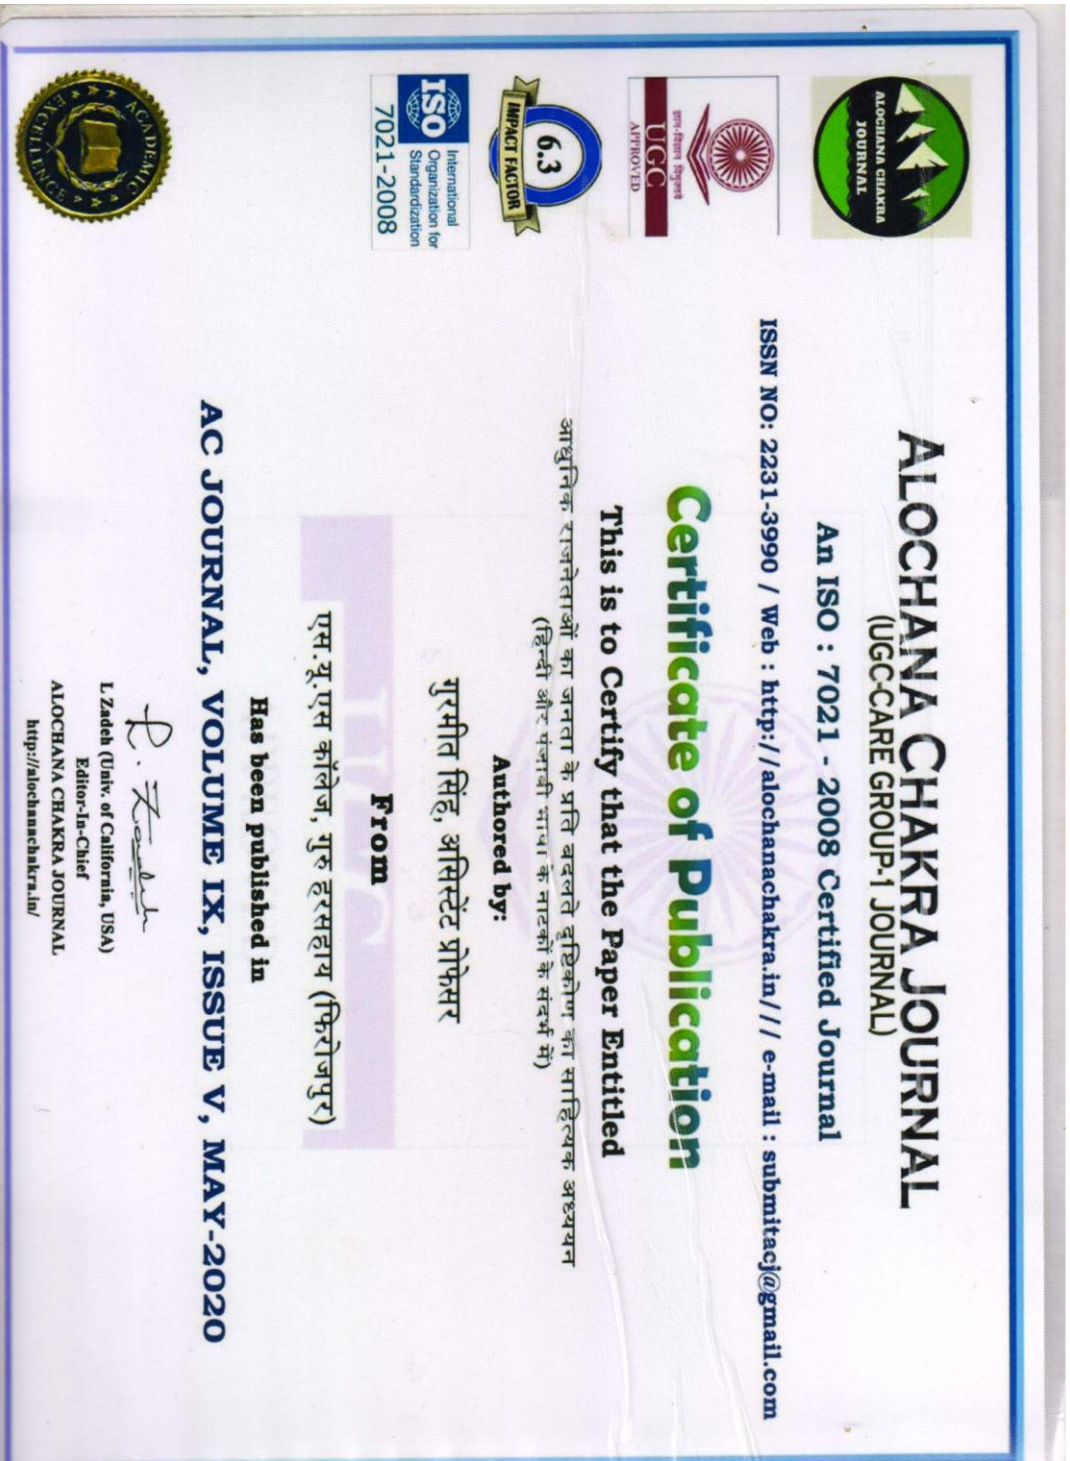 ALOCHANA CHAKRA
JOURNAL
ज्ञान-विज्ञान विमुक्तये
UGC
APPROVED
6.3
IMPACT FACTOR
ISO
International
Organization for
Standardization
7021-2008
ACADEMIC
EXCELLENCE
ALOCHANA CHAKRA JOURNAL
(UGC-CARE GROUP-1 JOURNAL)
An ISO : 7021 - 2008 Certified Journal
ISSN NO: 2231-3990 / Web : http://alochanachakra.in/// e-mail : submitacj@gmail.com
Certificate of Publication
This is to Certify that the Paper Entitled
आधुनिक राजनेताओं का जनता के प्रति बदलते दृष्टिकोण का साहित्यक अध्ययन
(हिन्दी और पंजाबी भाषा के नाटकों के संदर्भ में)
Authored by:
गुरमीत सिंह, असिस्टेंट प्रोफेसर
From
एस.यू.एस कॉलेज, गुरु हरसहाय (फिरोजपुर)
Has been published in
AC JOURNAL, VOLUME IX, ISSUE V, MAY-2020
L. Zadeh
L Zadeh (Univ. of California, USA)
Editor-In-Chief
ALOCHANA CHAKRA JOURNAL
http://alochanachakra.in/